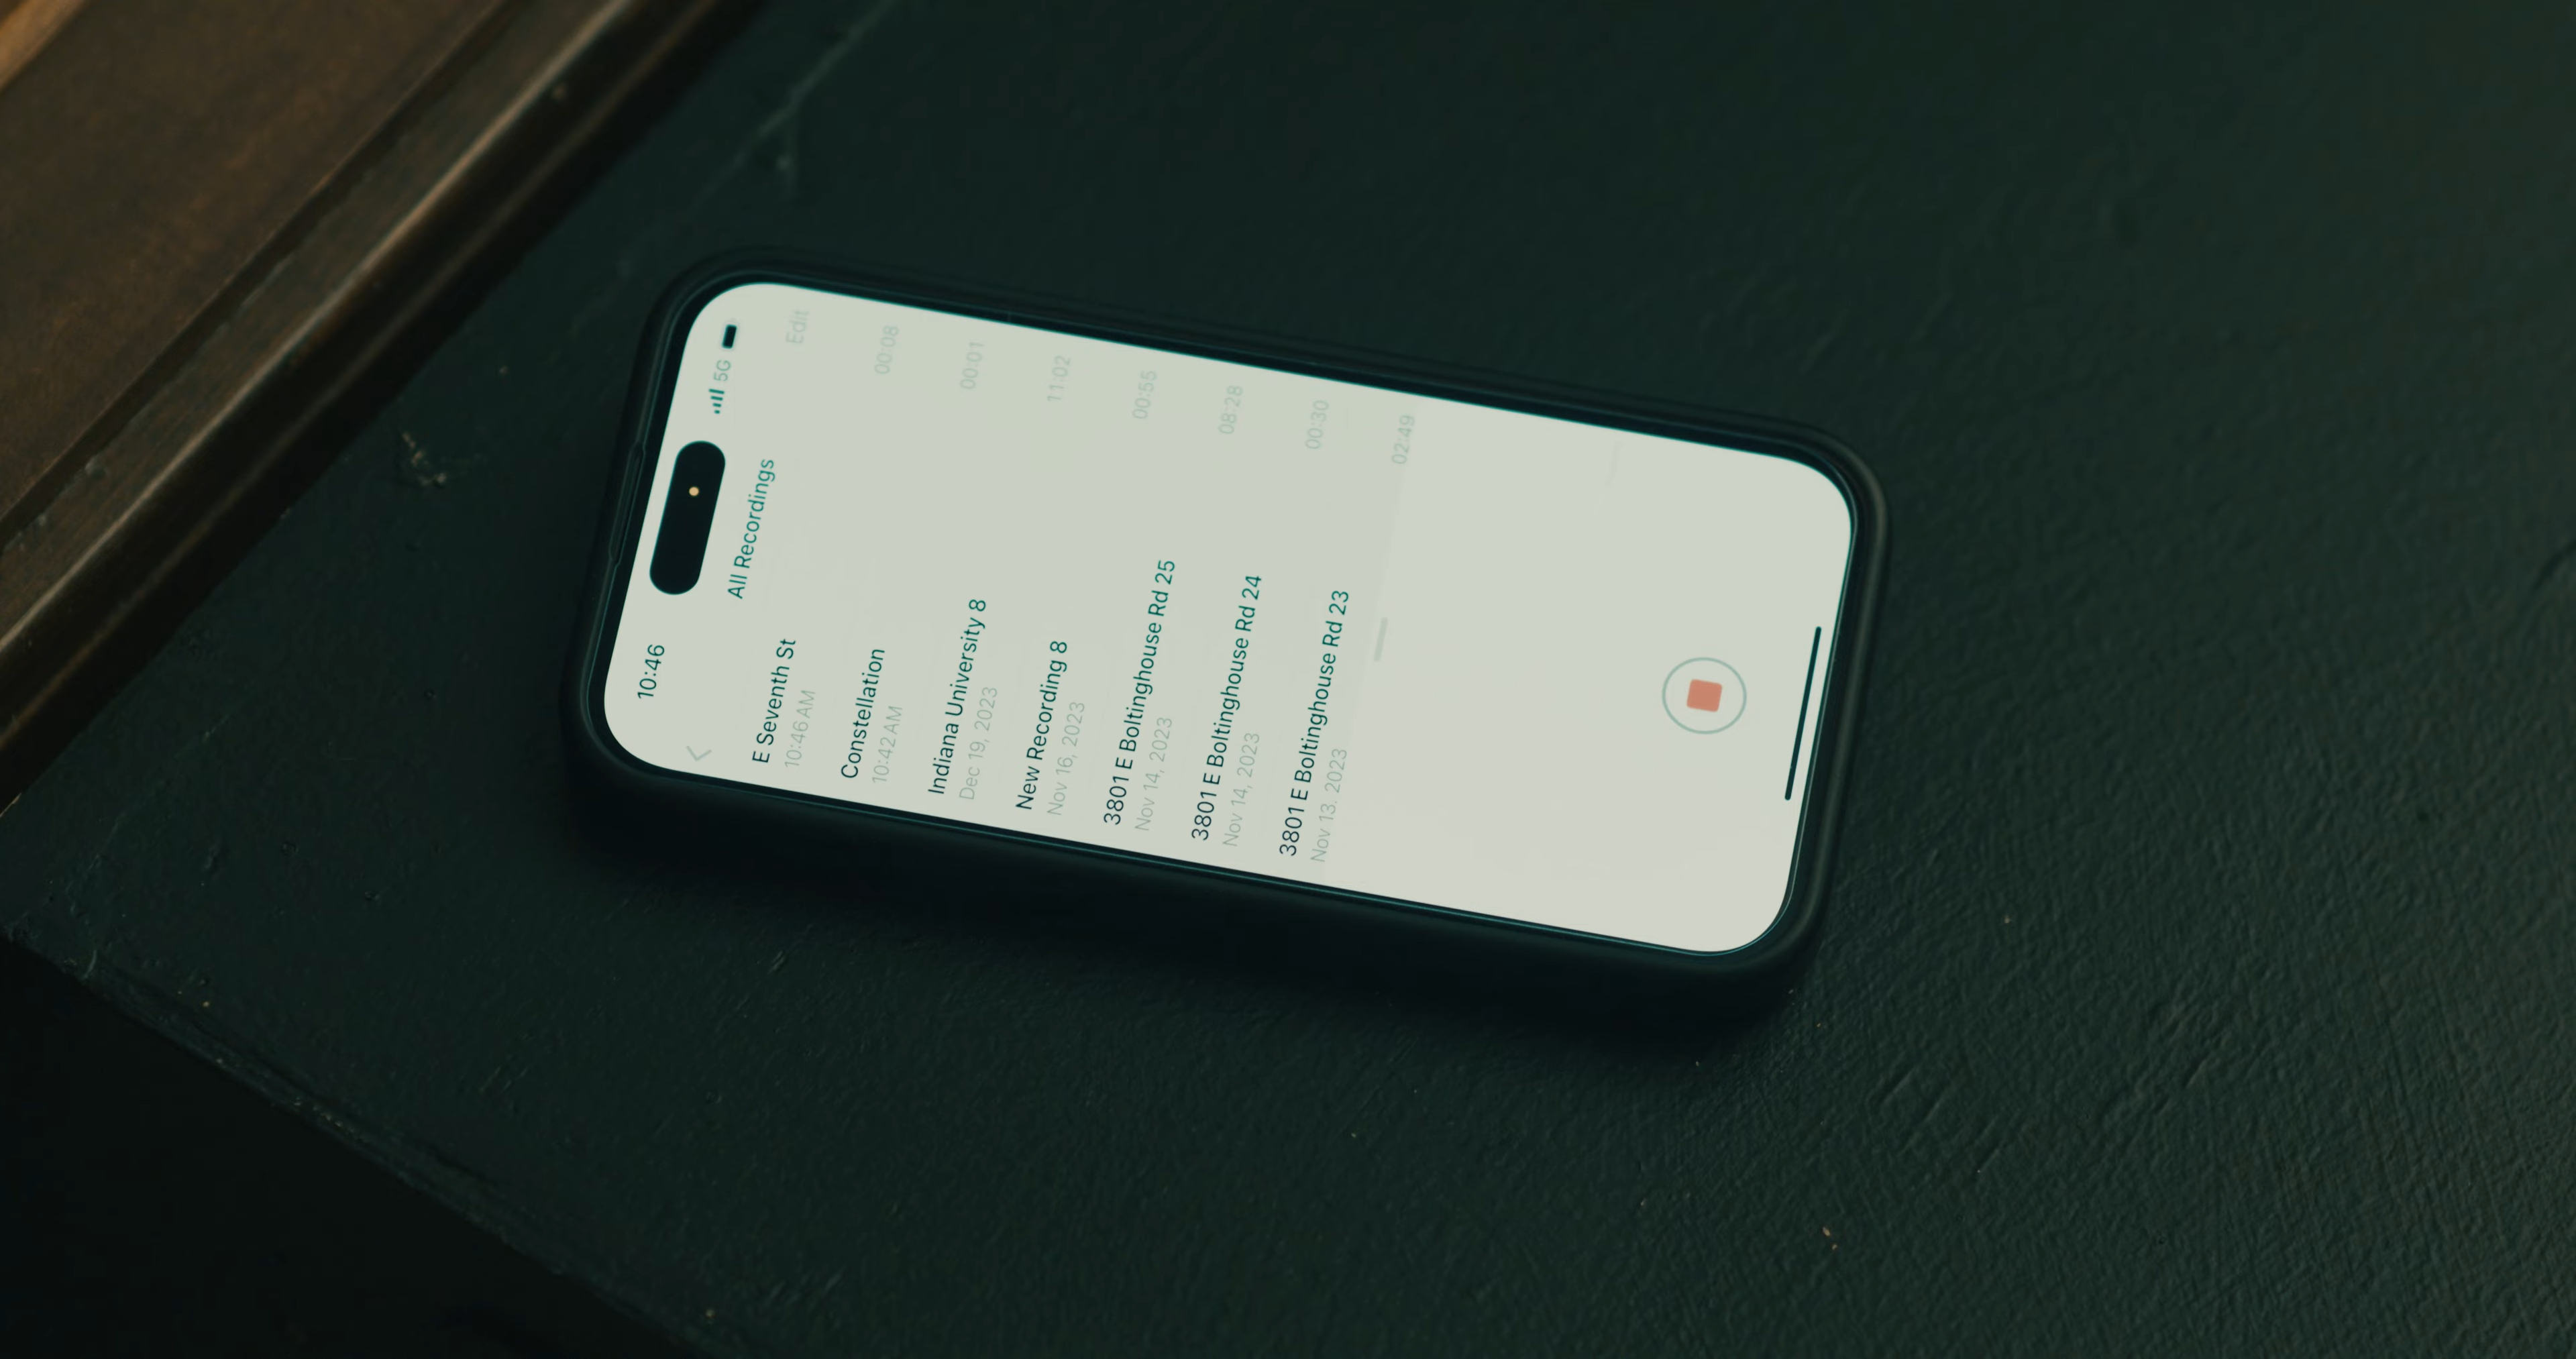 10:46
5G
All Recordings
Edit
E Seventh St
10:46 AM
00:08
Constellation
10:42 AM
00:01
Indiana University 8
Dec 19, 2023
11:02
New Recording 8
Nov 16, 2023
00:55
3801 E Boltinghouse Rd 25
Nov 14, 2023
08:28
3801 E Boltinghouse Rd 24
Nov 14, 2023
00:30
3801 E Boltinghouse Rd 23
Nov 13, 2023
02:49